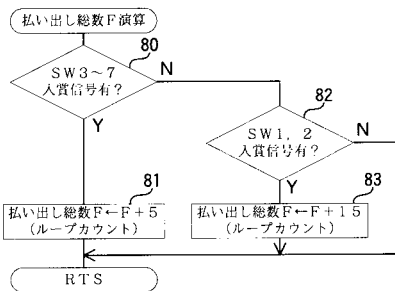 払い出し総数F演算
80
SW3～7
入賞信号有？
N
Y
82
SW1，2
入賞信号有？
N
Y
81
払い出し総数F←F＋5
（ループカウント）
83
払い出し総数F←F＋15
（ループカウント）
RTS